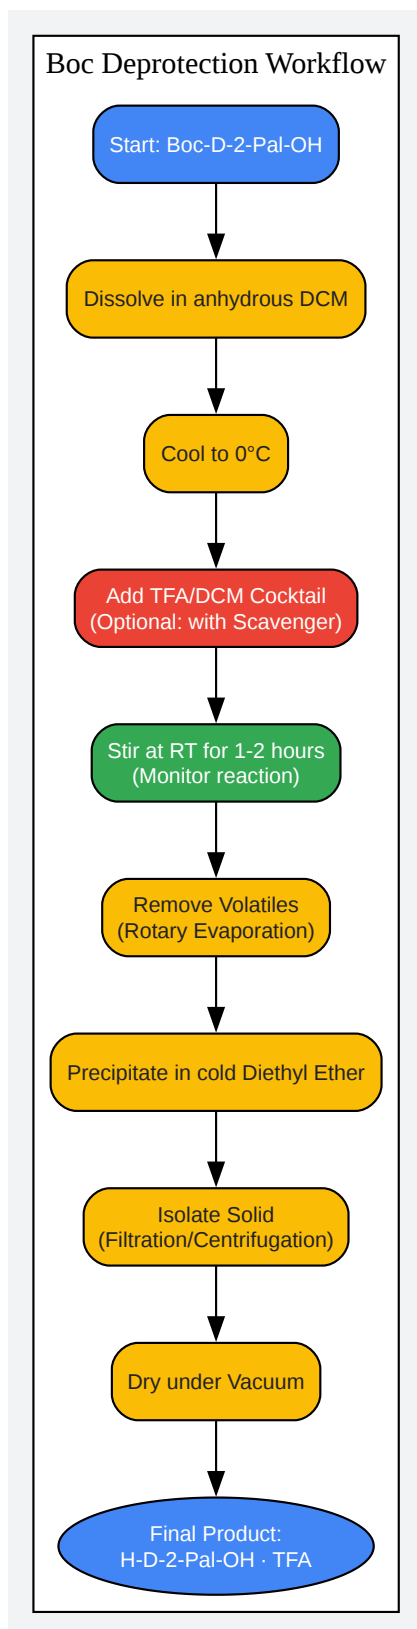 Boc Deprotection Workflow
Start: Boc-D-2-Pal-OH
Dissolve in anhydrous DCM
Cool to 0°C
Add TFA/DCM Cocktail
(Optional: with Scavenger)
Stir at RT for 1-2 hours
(Monitor reaction)
Remove Volatiles
(Rotary Evaporation)
Precipitate in cold Diethyl Ether
Isolate Solid
(Filtration/Centrifugation)
Dry under Vacuum
Final Product:
H-D-2-Pal-OH · TFA